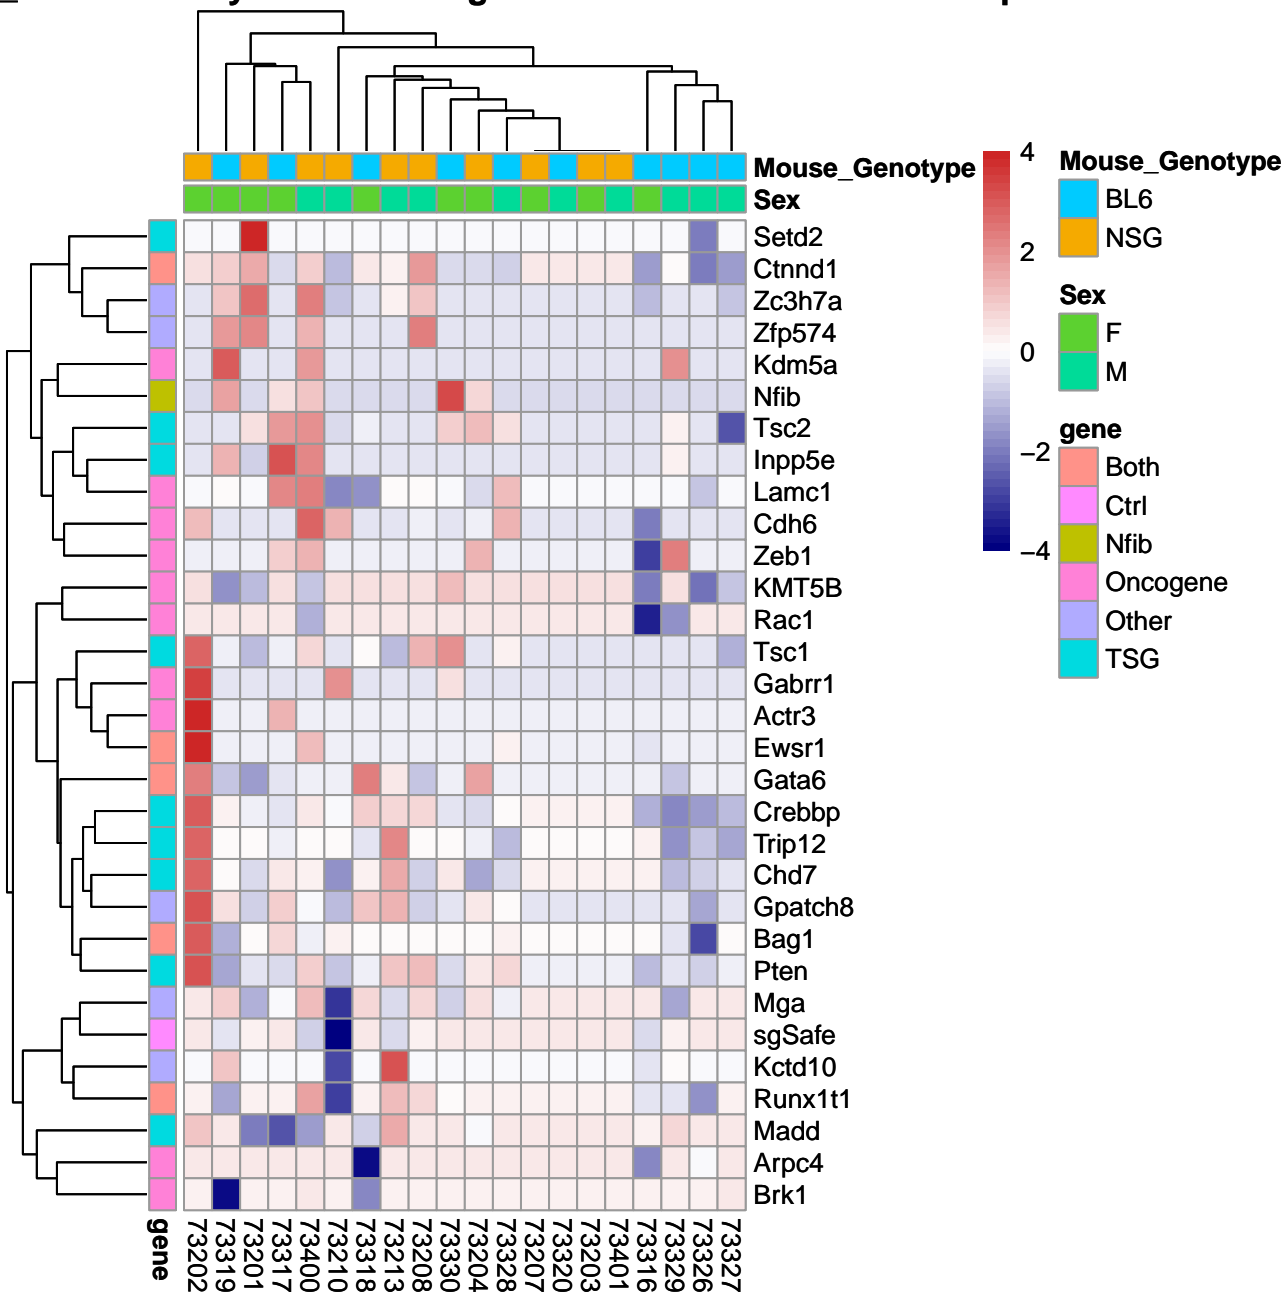 Mouse_Genotype
Sex
Setd2
Ctnnd1
Zc3h7a
Zfp574
Kdm5a
Nfib
Tsc2
Inpp5e
Lamc1
Cdh6
Zeb1
KMT5B
Rac1
Tsc1
Gabrr1
Actr3
Ewsr1
Gata6
Crebbp
Trip12
Chd7
Gpatch8
Bag1
Pten
Mga
sgSafe
Kctd10
Runx1t1
Madd
Arpc4
Brk1
gene
73202
73319
73201
73317
73400
73210
73318
73213
73208
73330
73204
73328
73207
73320
73203
73401
73316
73329
73326
73327
4
2
0
−2
−4
Mouse_Genotype
BL6
NSG
Sex
F
M
gene
Both
Ctrl
Nfib
Oncogene
Other
TSG